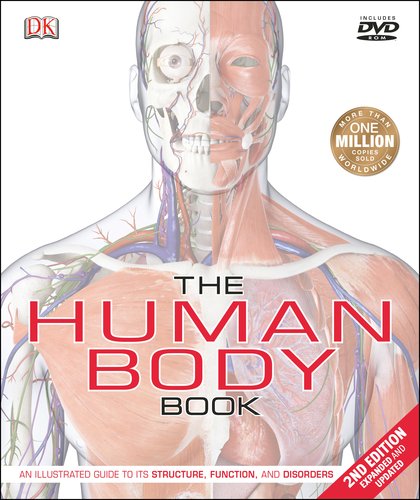 DK
INCLUDES
DVD
ROM
MORE THAN
ONE
MILLION
COPIES
SOLD
WORLDWIDE
THE
HUMAN
BODY
BOOK
AN ILLUSTRATED GUIDE TO ITS STRUCTURE, FUNCTION, AND DISORDERS
2ND EDITION
EXPANDED AND
UPDATED